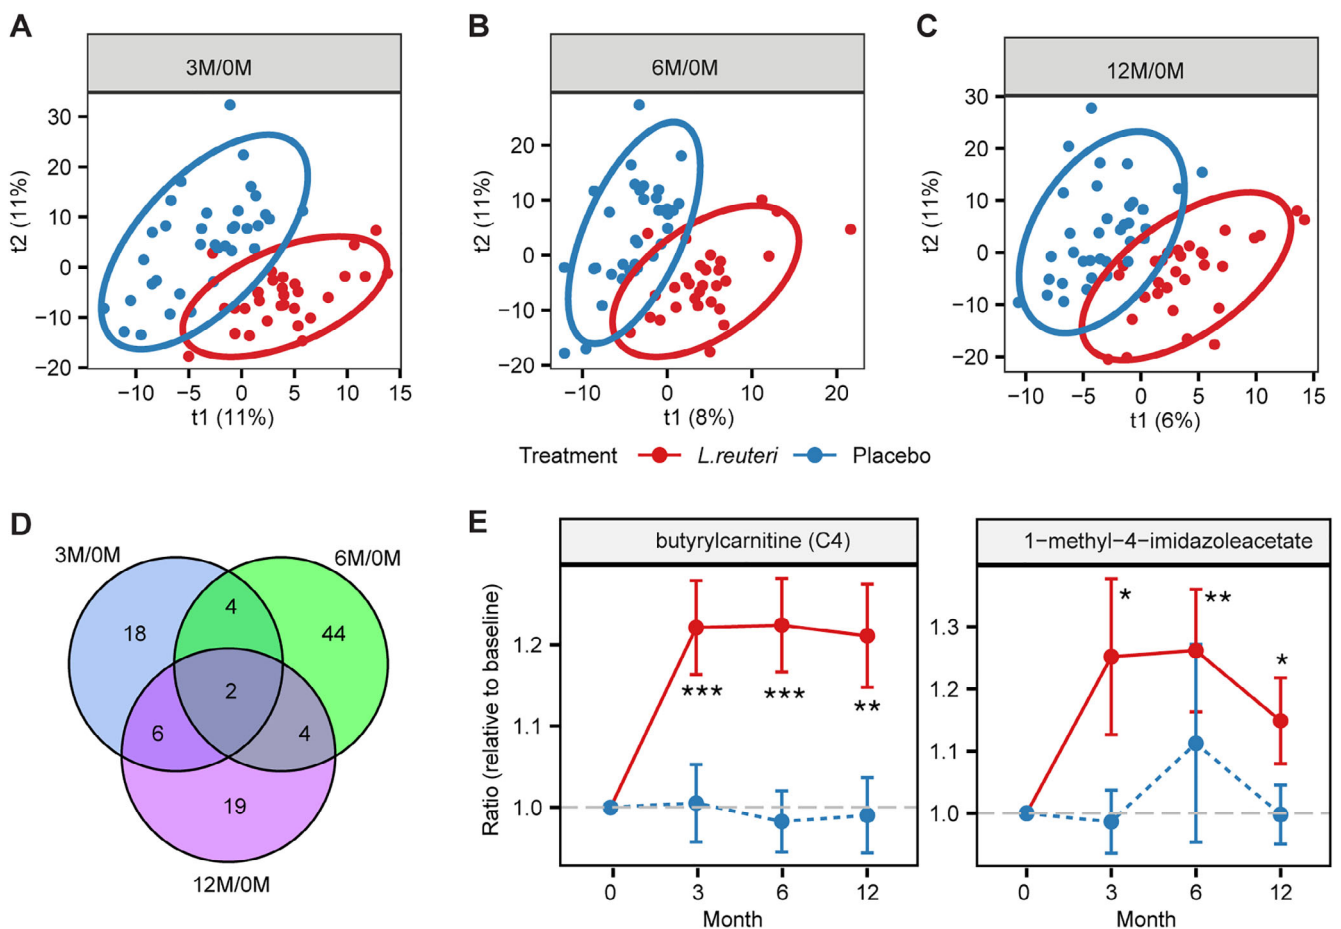 A
3M/0M
30
20
10
0
−10
−20
t2 (11%)
−10 −5 0 5 10 15
t1 (11%)
B
6M/0M
20
10
0
−10
−20
t2 (11%)
−10 0 10 20
t1 (8%)
C
12M/0M
30
20
10
0
−10
−20
t2 (11%)
−10 −5 0 5 10 15
t1 (6%)
Treatment L.reuteri Placebo
D
3M/0M
6M/0M
4
18
44
2
6
4
19
12M/0M
E
butyrylcarnitine (C4)
1.2
1.1
1.0
Ratio (relative to baseline)
*** *** **
0 3 6 12
Month
1−methyl−4−imidazoleacetate
1.3
1.2
1.1
1.0
* ** *
0 3 6 12
Month